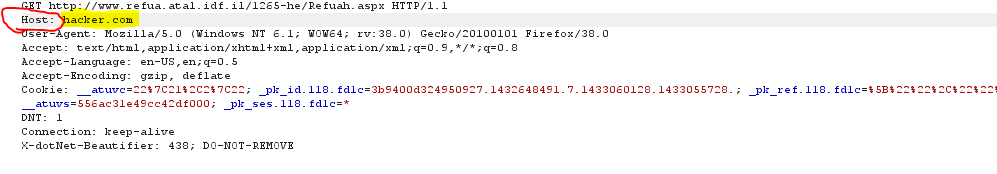 GET http://www.refua.atal.idf.il/1265-he/Refuah.aspx HTTP/1.1
Host: hacker.com
User-Agent: Mozilla/5.0 (Windows NT 6.1; WOW64; rv:38.0) Gecko/20100101 Firefox/38.0
Accept: text/html,application/xhtml+xml,application/xml;q=0.9,*/*;q=0.8
Accept-Language: en-US,en;q=0.5
Accept-Encoding: gzip, deflate
Cookie: __atuvc=22%7C21%2C2%7C22; _pk_id.118.fd1c=3b9400d324950927.1432648491.7.1433060128.1433055728.; _pk_ref.118.fd1c=%5B%22%22%2C%22%22%
__atuvs=556ac31e49cc42df000; _pk_ses.118.fd1c=*
DNT: 1
Connection: keep-alive
X-dotNet-Beautifier: 438; DO-NOT-REMOVE